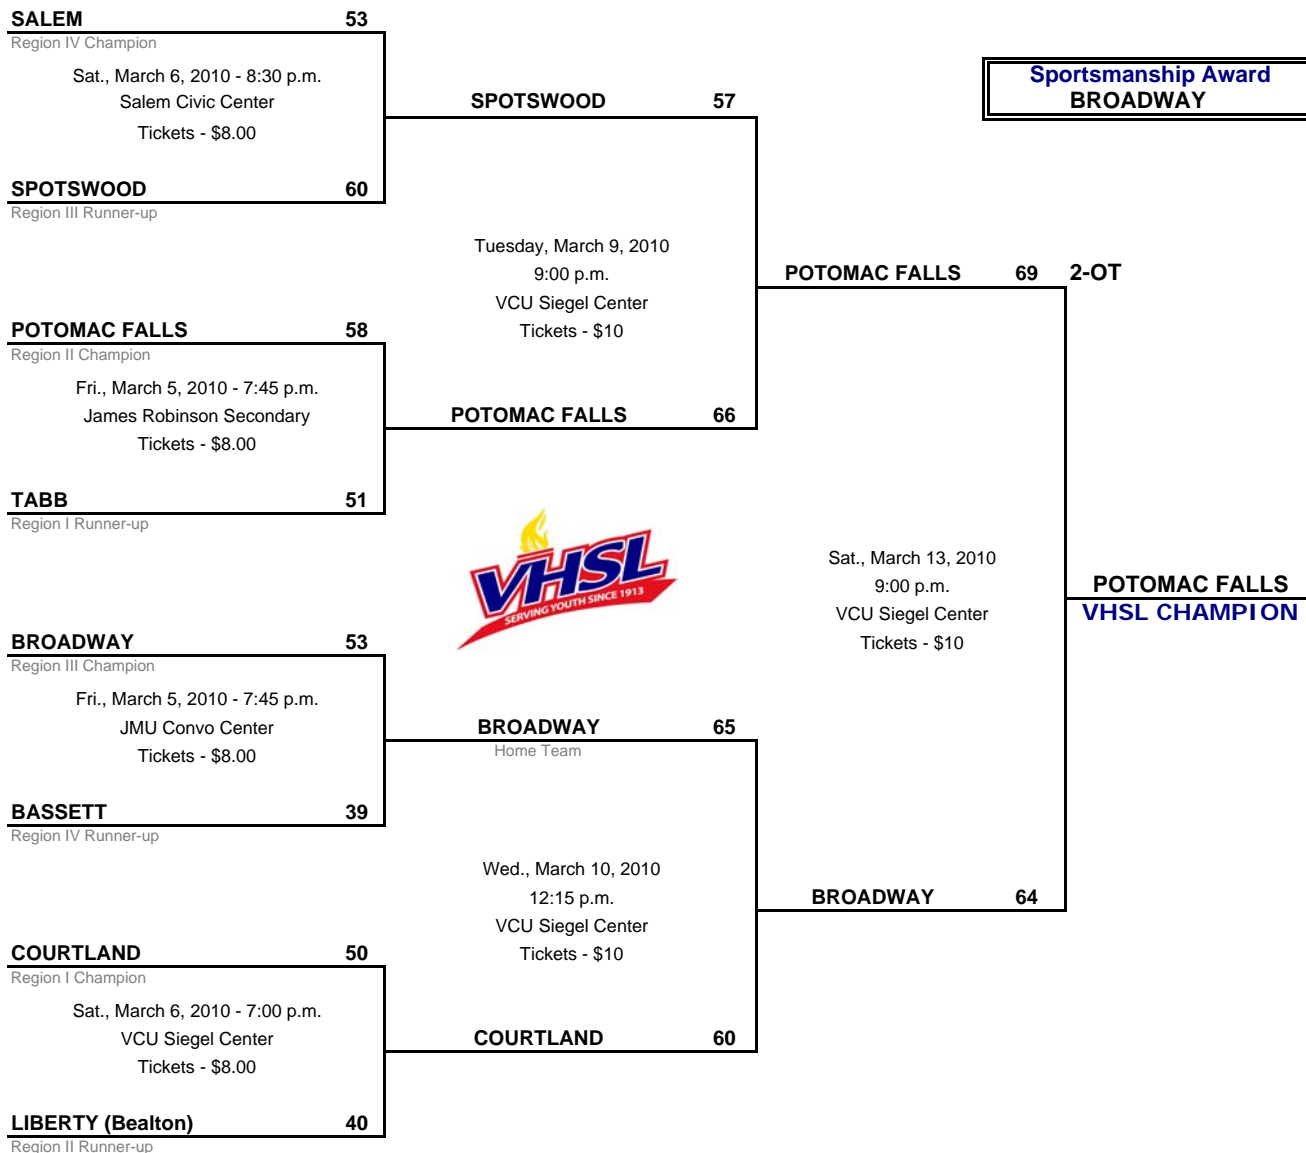 SALEM 53
Region IV Champion
Sat., March 6, 2010 - 8:30 p.m.
Salem Civic Center
Tickets - $8.00
SPOTSWOOD 60
Region III Runner-up
POTOMAC FALLS 58
Region II Champion
Fri., March 5, 2010 - 7:45 p.m.
James Robinson Secondary
Tickets - $8.00
TABB 51
Region I Runner-up
BROADWAY 53
Region III Champion
Fri., March 5, 2010 - 7:45 p.m.
JMU Convo Center
Tickets - $8.00
BASSETT 39
Region IV Runner-up
COURTLAND 50
Region I Champion
Sat., March 6, 2010 - 7:00 p.m.
VCU Siegel Center
Tickets - $8.00
LIBERTY (Bealton) 40
Region II Runner-up
SPOTSWOOD 57
Tuesday, March 9, 2010
9:00 p.m.
VCU Siegel Center
Tickets - $10
POTOMAC FALLS 66
VHSL
SERVING YOUTH SINCE 1913
BROADWAY 65
Home Team
Wed., March 10, 2010
12:15 p.m.
VCU Siegel Center
Tickets - $10
COURTLAND 60
POTOMAC FALLS 69 2-OT
Sat., March 13, 2010
9:00 p.m.
VCU Siegel Center
Tickets - $10
BROADWAY 64
Sportsmanship Award
BROADWAY
POTOMAC FALLS
VHSL CHAMPION